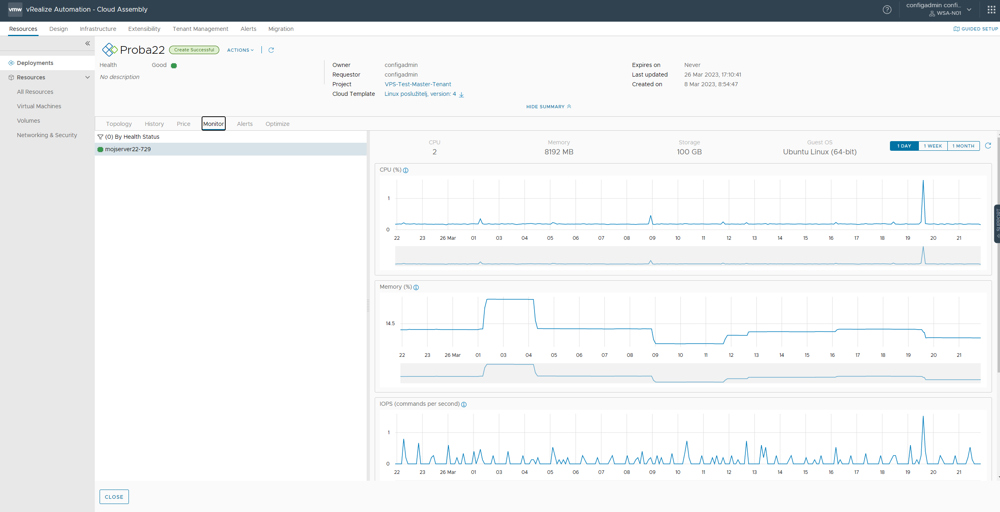 vmw vRealize Automation - Cloud Assembly
configadmin confi...
WSA-N01
Resources Design Infrastructure Extensibility Tenant Management Alerts Migration GUIDED SETUP
Deployments
Resources
All Resources
Virtual Machines
Volumes
Networking & Security
Proba22 Create Successful ACTIONS
Health Good
No description
Owner configadmin
Requestor configadmin
Project VPS-Test-Master-Tenant
Cloud Template Linux poslužitelj, version: 4
Expires on Never
Last updated 26 Mar 2023, 17:10:41
Created on 8 Mar 2023, 8:54:47
HIDE SUMMARY
Topology History Price Monitor Alerts Optimize
(0) By Health Status
mojserver22-729
CPU Memory Storage Guest OS
2 8192 MB 100 GB Ubuntu Linux (64-bit)
1 DAY 1 WEEK 1 MONTH
CPU (%)
1
0
22 23 26 Mar 01 03 04 05 06 07 08 09 10 11 12 13 14 15 16 17 18 19 20 21
SUPPORT
Memory (%)
14.5
22 23 26 Mar 01 03 04 05 06 07 08 09 10 11 12 13 14 15 16 17 18 19 20 21
IOPS (commands per second)
1
0
22 23 26 Mar 01 03 04 05 06 07 08 09 10 11 12 13 14 15 16 17 18 19 20 21
CLOSE